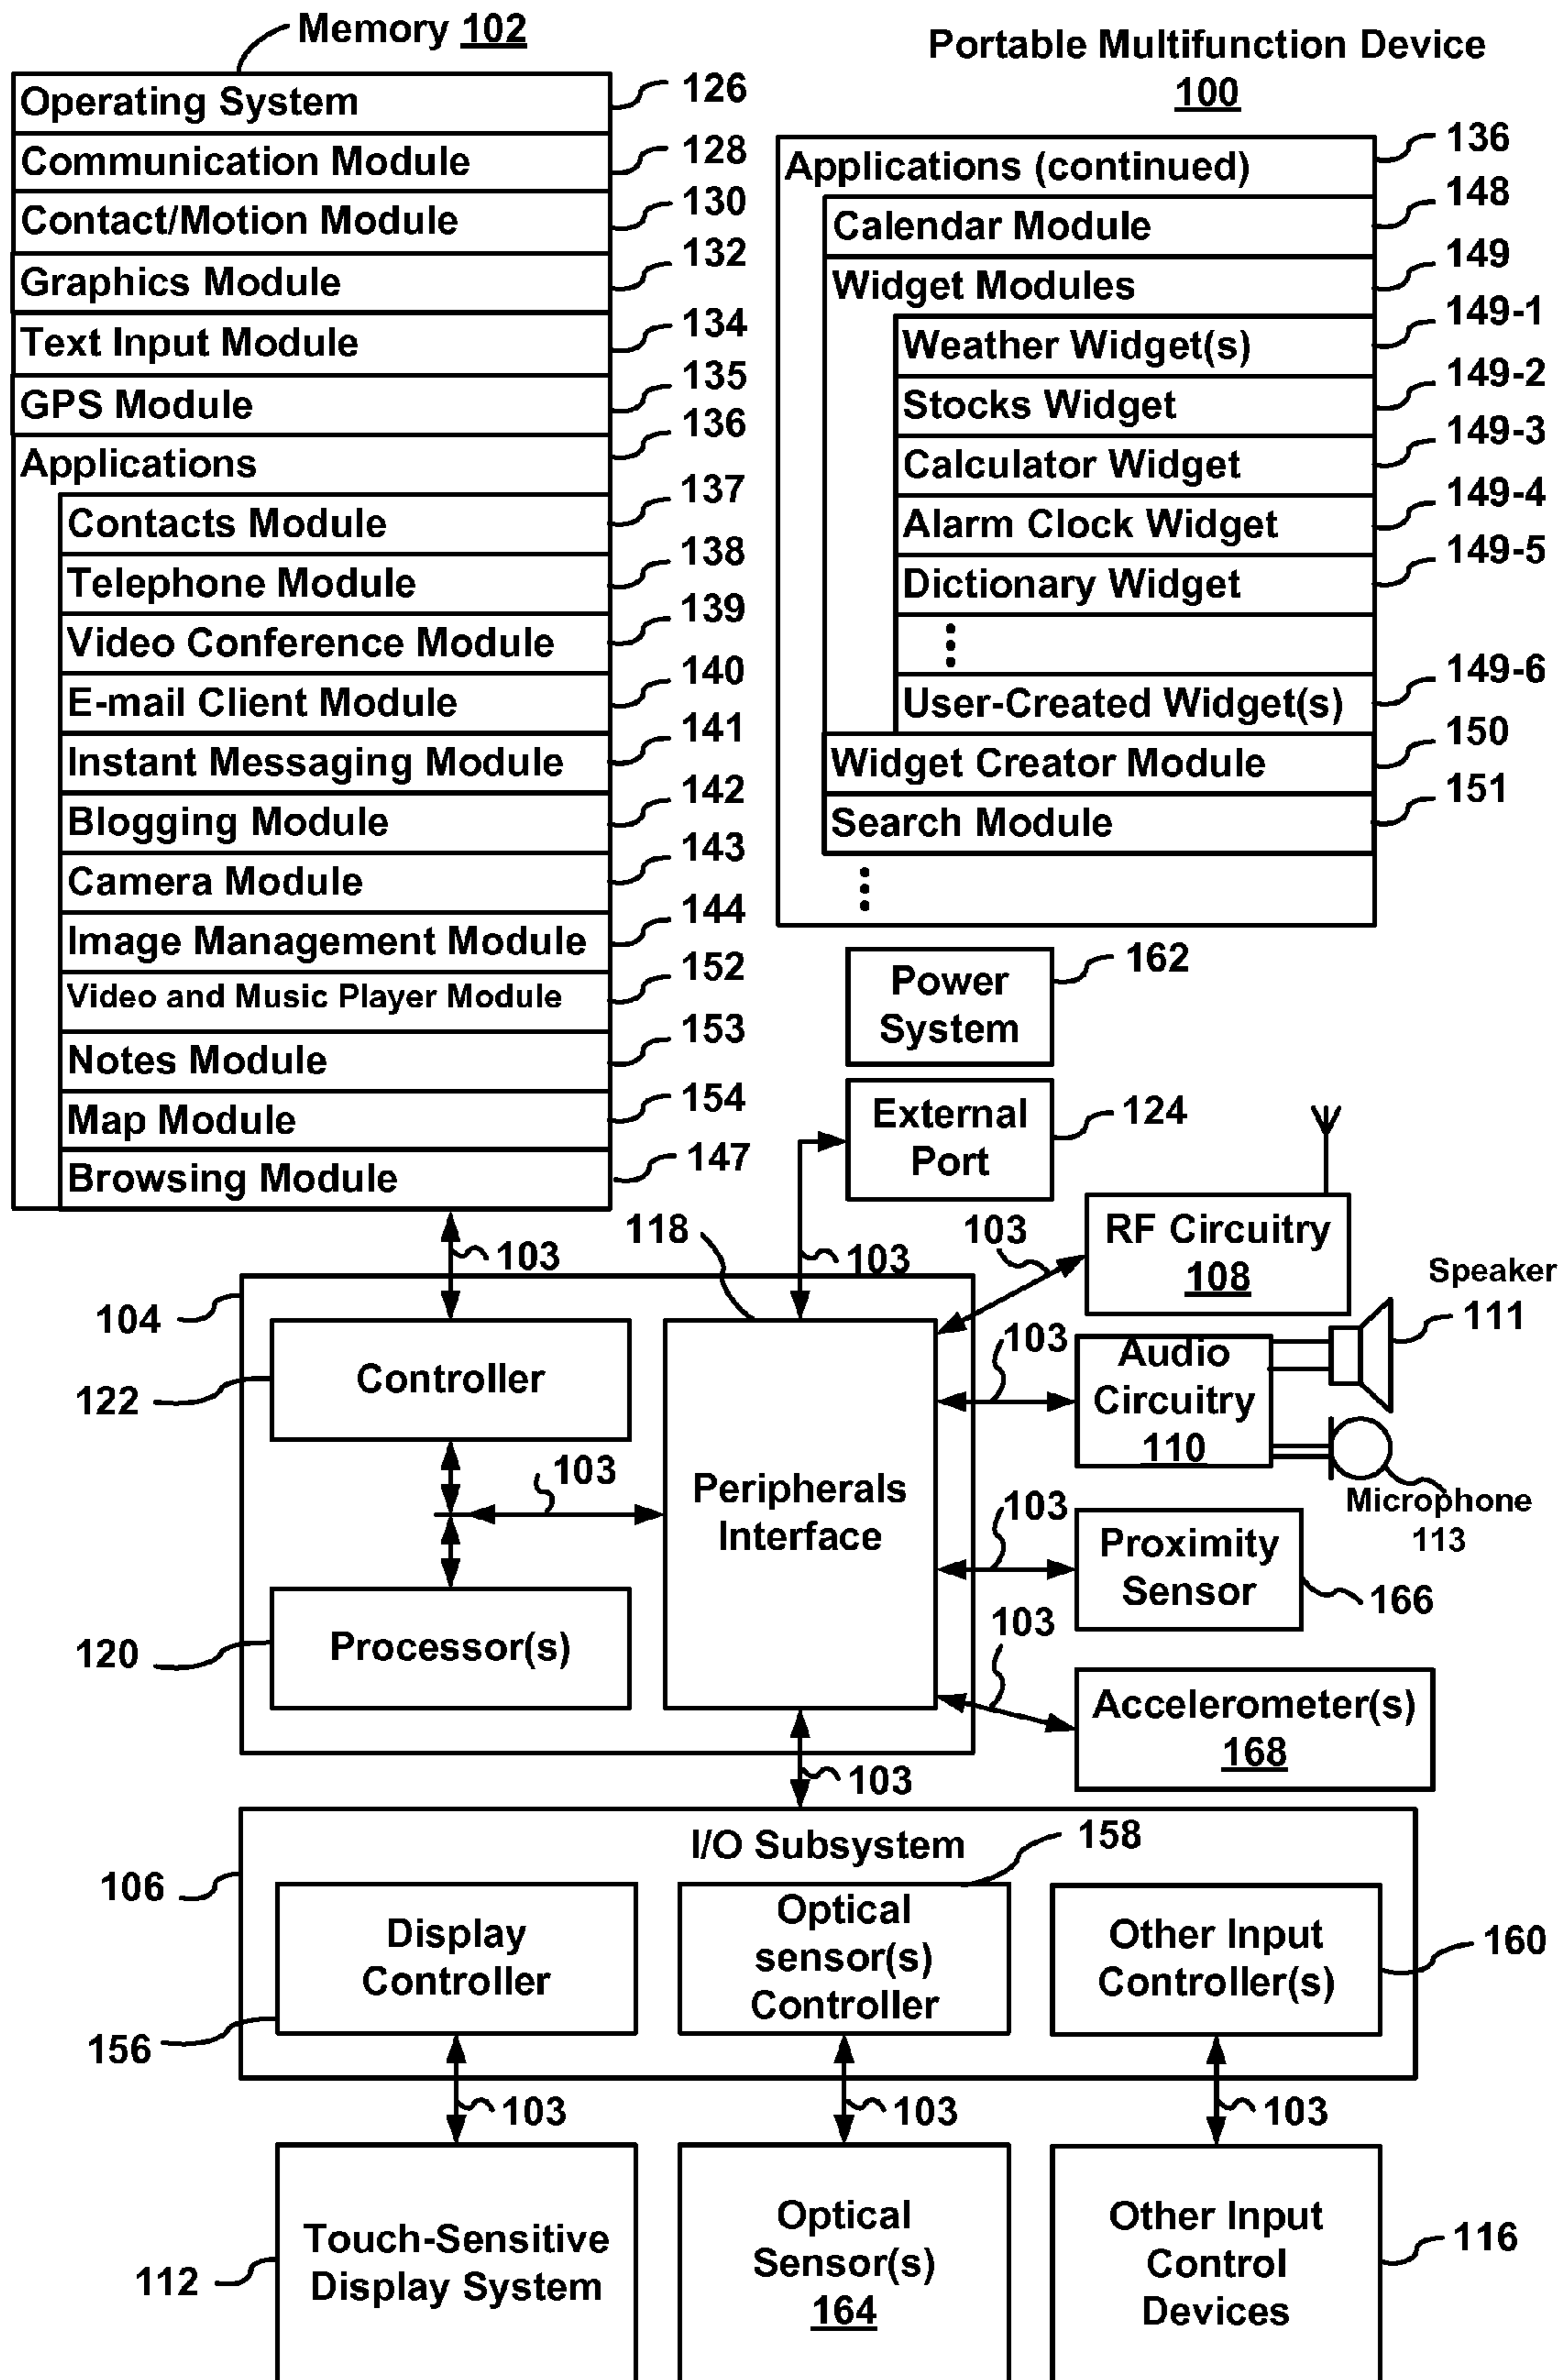 Memory 102
Operating System 126
Communication Module 128
Contact/Motion Module 130
Graphics Module 132
Text Input Module 134
GPS Module 135
Applications 136
Contacts Module 137
Telephone Module 138
Video Conference Module 139
E-mail Client Module 140
Instant Messaging Module 141
Blogging Module 142
Camera Module 143
Image Management Module 144
Video and Music Player Module 152
Notes Module 153
Map Module 154
Browsing Module 147
Portable Multifunction Device
100
Applications (continued) 136
Calendar Module 148
Widget Modules 149
Weather Widget(s) 149-1
Stocks Widget 149-2
Calculator Widget 149-3
Alarm Clock Widget 149-4
Dictionary Widget 149-5
User-Created Widget(s) 149-6
Widget Creator Module 150
Search Module 151
Power
System
162
External
Port
124
103
118
103
103
RF Circuitry
108
Speaker
111
104
Controller
122
103
Audio
Circuitry
110
Microphone
113
103
Peripherals
Interface
103
Proximity
Sensor
166
Processor(s)
120
103
Accelerometer(s)
168
103
I/O Subsystem
158
106
Display
Controller
156
Optical
sensor(s)
Controller
Other Input
Controller(s)
160
103
103
103
Touch-Sensitive
Display System
112
Optical
Sensor(s)
164
Other Input
Control
Devices
116